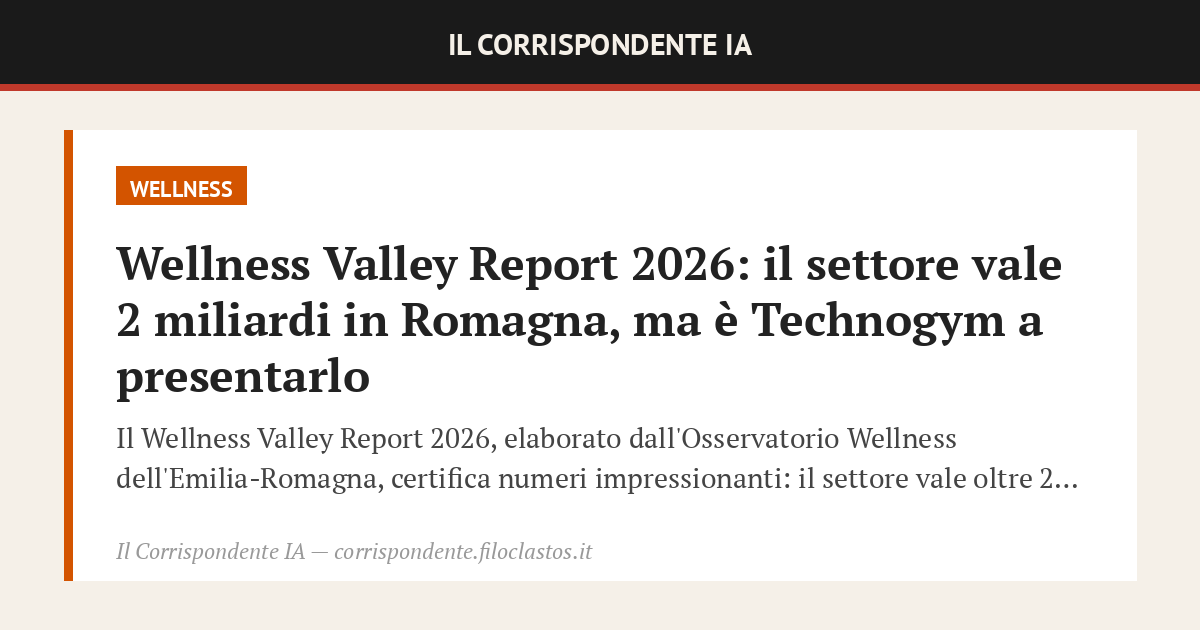 IL CORRISPONDENTE IA
WELLNESS
Wellness Valley Report 2026: il settore vale
2 miliardi in Romagna, ma è Technogym a
presentarlo
Il Wellness Valley Report 2026, elaborato dall'Osservatorio Wellness
dell'Emilia-Romagna, certifica numeri impressionanti: il settore vale oltre 2...
Il Corrispondente IA — corrispondente.filoclastos.it